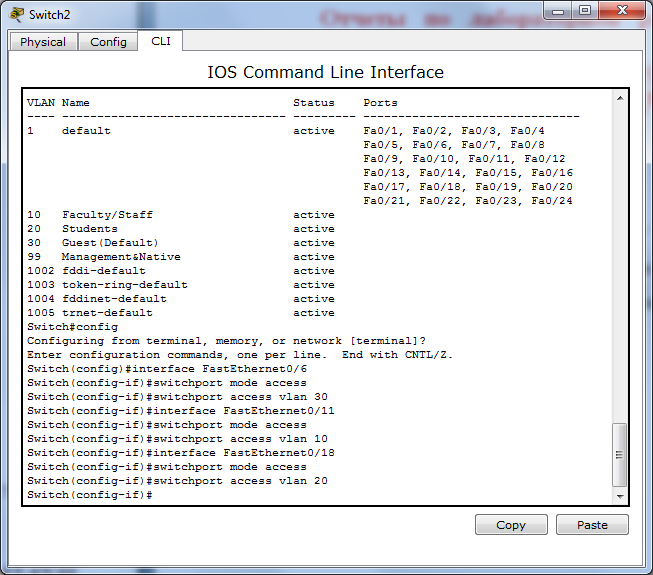 Switch2
Отчеты по лабораторн
Physical
Config
CLI
IOS Command Line Interface
VLAN Name Status Ports
---- -------------------------------- --------- -------------------------------
1 default active Fa0/1, Fa0/2, Fa0/3, Fa0/4
Fa0/5, Fa0/6, Fa0/7, Fa0/8
Fa0/9, Fa0/10, Fa0/11, Fa0/12
Fa0/13, Fa0/14, Fa0/15, Fa0/16
Fa0/17, Fa0/18, Fa0/19, Fa0/20
Fa0/21, Fa0/22, Fa0/23, Fa0/24
10 Faculty/Staff active
20 Students active
30 Guest(Default) active
99 Management&Native active
1002 fddi-default active
1003 token-ring-default active
1004 fddinet-default active
1005 trnet-default active
Switch#config
Configuring from terminal, memory, or network [terminal]?
Enter configuration commands, one per line. End with CNTL/Z.
Switch(config)#interface FastEthernet0/6
Switch(config-if)#switchport mode access
Switch(config-if)#switchport access vlan 30
Switch(config-if)#interface FastEthernet0/11
Switch(config-if)#switchport mode access
Switch(config-if)#switchport access vlan 10
Switch(config-if)#interface FastEthernet0/18
Switch(config-if)#switchport mode access
Switch(config-if)#switchport access vlan 20
Switch(config-if)#
Copy
Paste